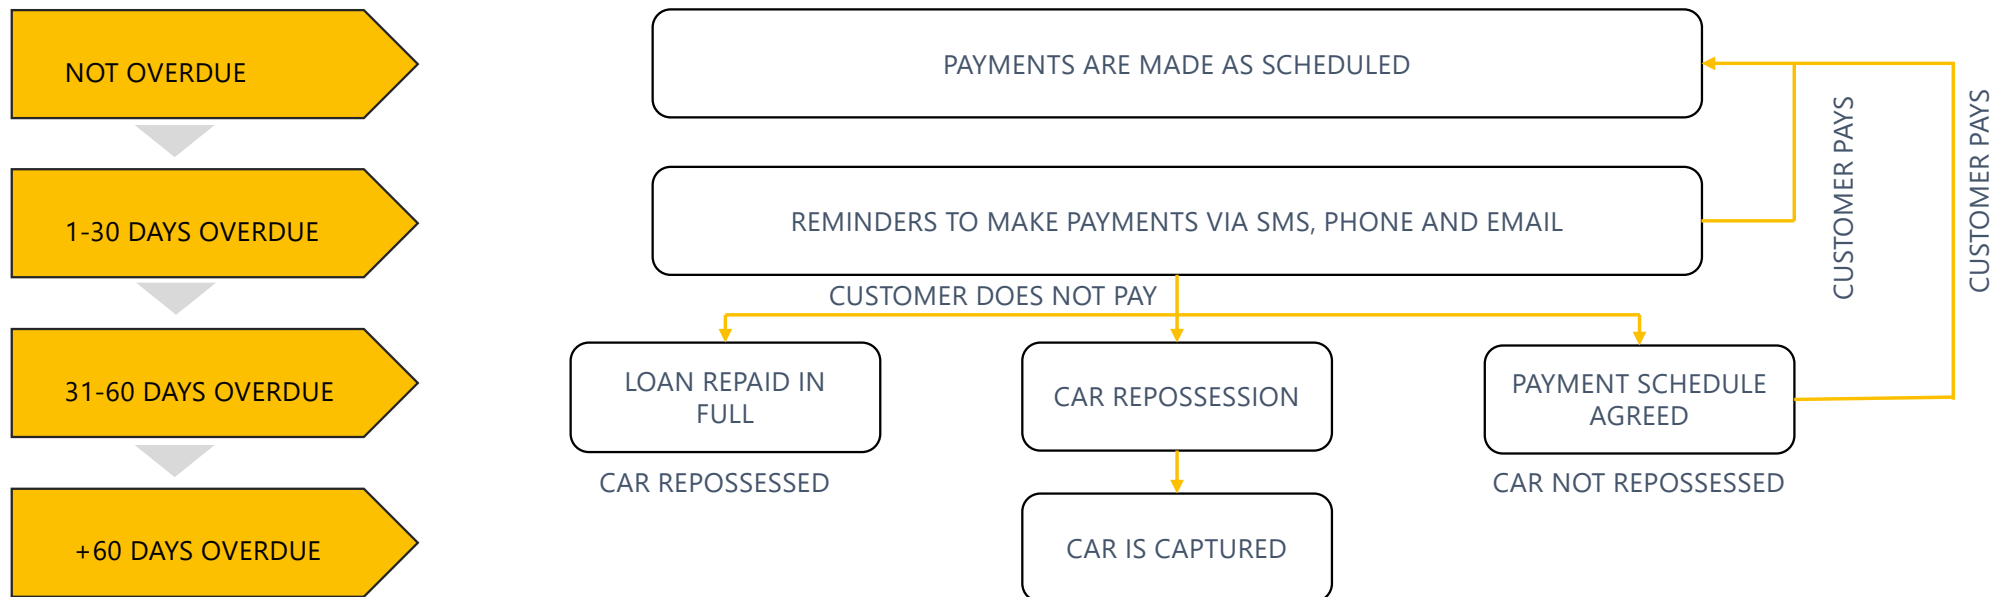 NOT OVERDUE
PAYMENTS ARE MADE AS SCHEDULED
CUSTOMER PAYS
CUSTOMER PAYS
1-30 DAYS OVERDUE
REMINDERS TO MAKE PAYMENTS VIA SMS, PHONE AND EMAIL
CUSTOMER DOES NOT PAY
31-60 DAYS OVERDUE
LOAN REPAID IN
FULL
CAR REPOSSESSION
PAYMENT SCHEDULE
AGREED
CAR REPOSSESSED
CAR NOT REPOSSESSED
+60 DAYS OVERDUE
CAR IS CAPTURED